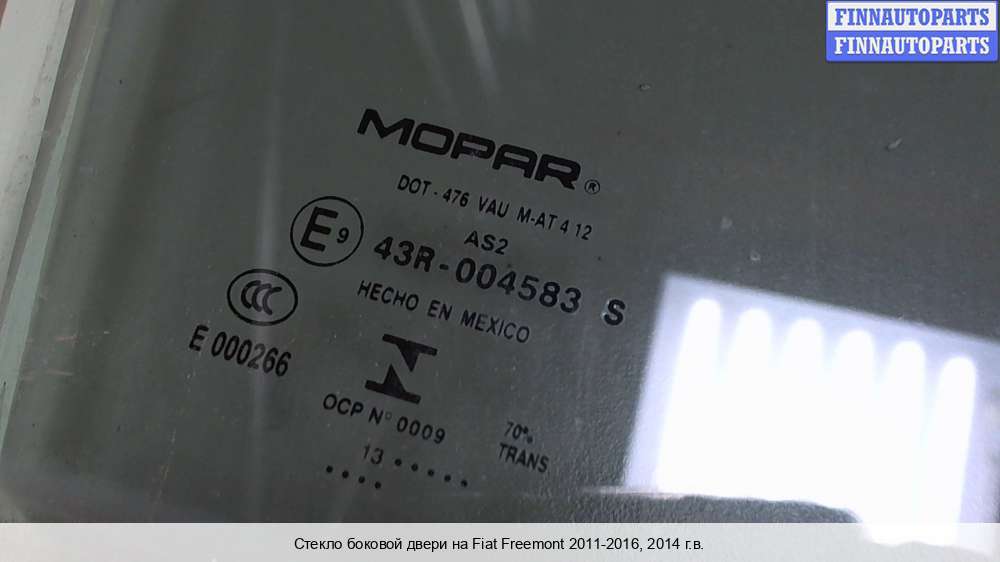 FINNAUTOPARTS
FINNAUTOPARTS
MOPAR®
DOT - 476 VAU M-AT 4 12
AS2
E9 43R-004583 S
HECHO EN MEXICO
CCC
E 000266
OCP Nº 0009
70% TRANS
13 • • • • •
• • • •
Стекло боковой двери на Fiat Freemont 2011-2016, 2014 г.в.